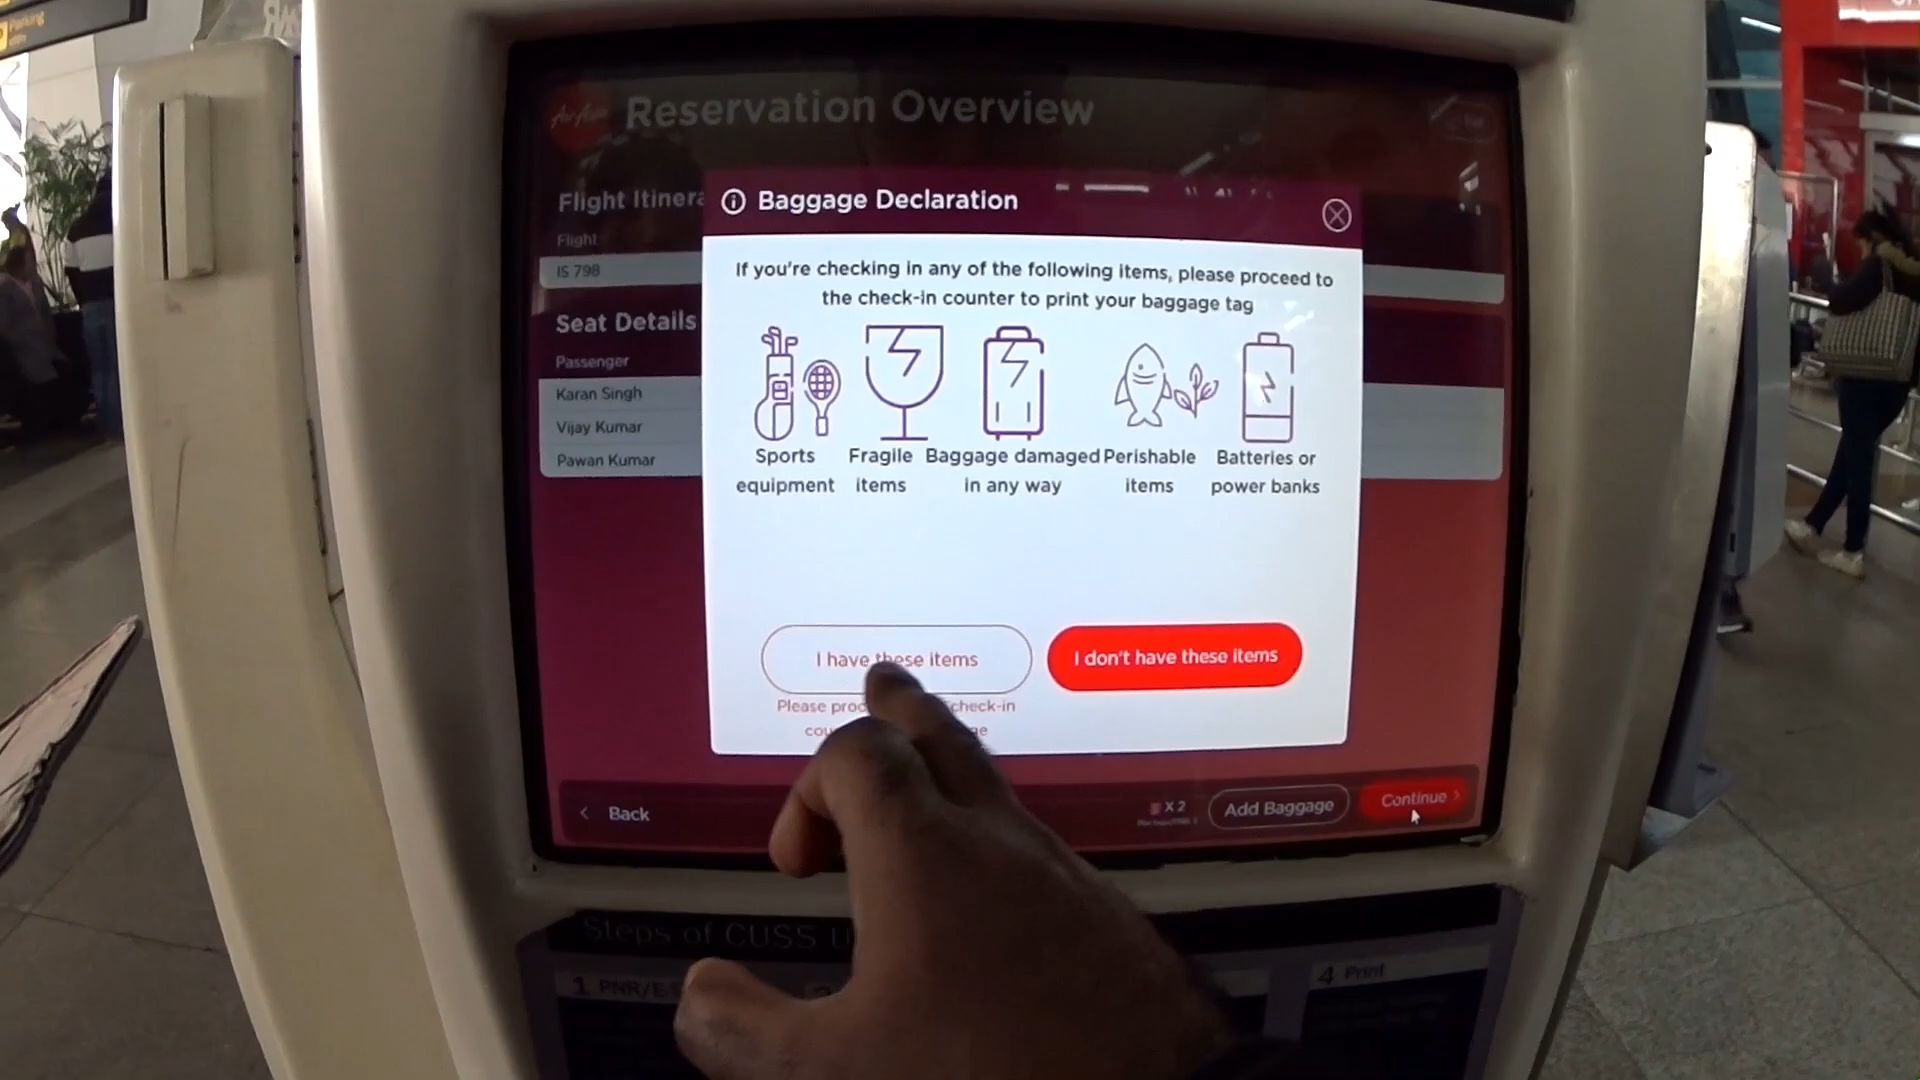 Parking
AirAsia
Reservation Overview
Flight Itinera
Flight
IS 798
Seat Details
Passenger
Karan Singh
Vijay Kumar
Pawan Kumar
Baggage Declaration
If you're checking in any of the following items, please proceed to
the check-in counter to print your baggage tag
Sports
equipment
Fragile
items
Baggage damaged
in any way
Perishable
items
Batteries or
power banks
I have these items
I don't have these items
Please check-in
Back
X 2
Add Baggage
Continue
Steps of CUSS U
1 PNR/E
4 Print